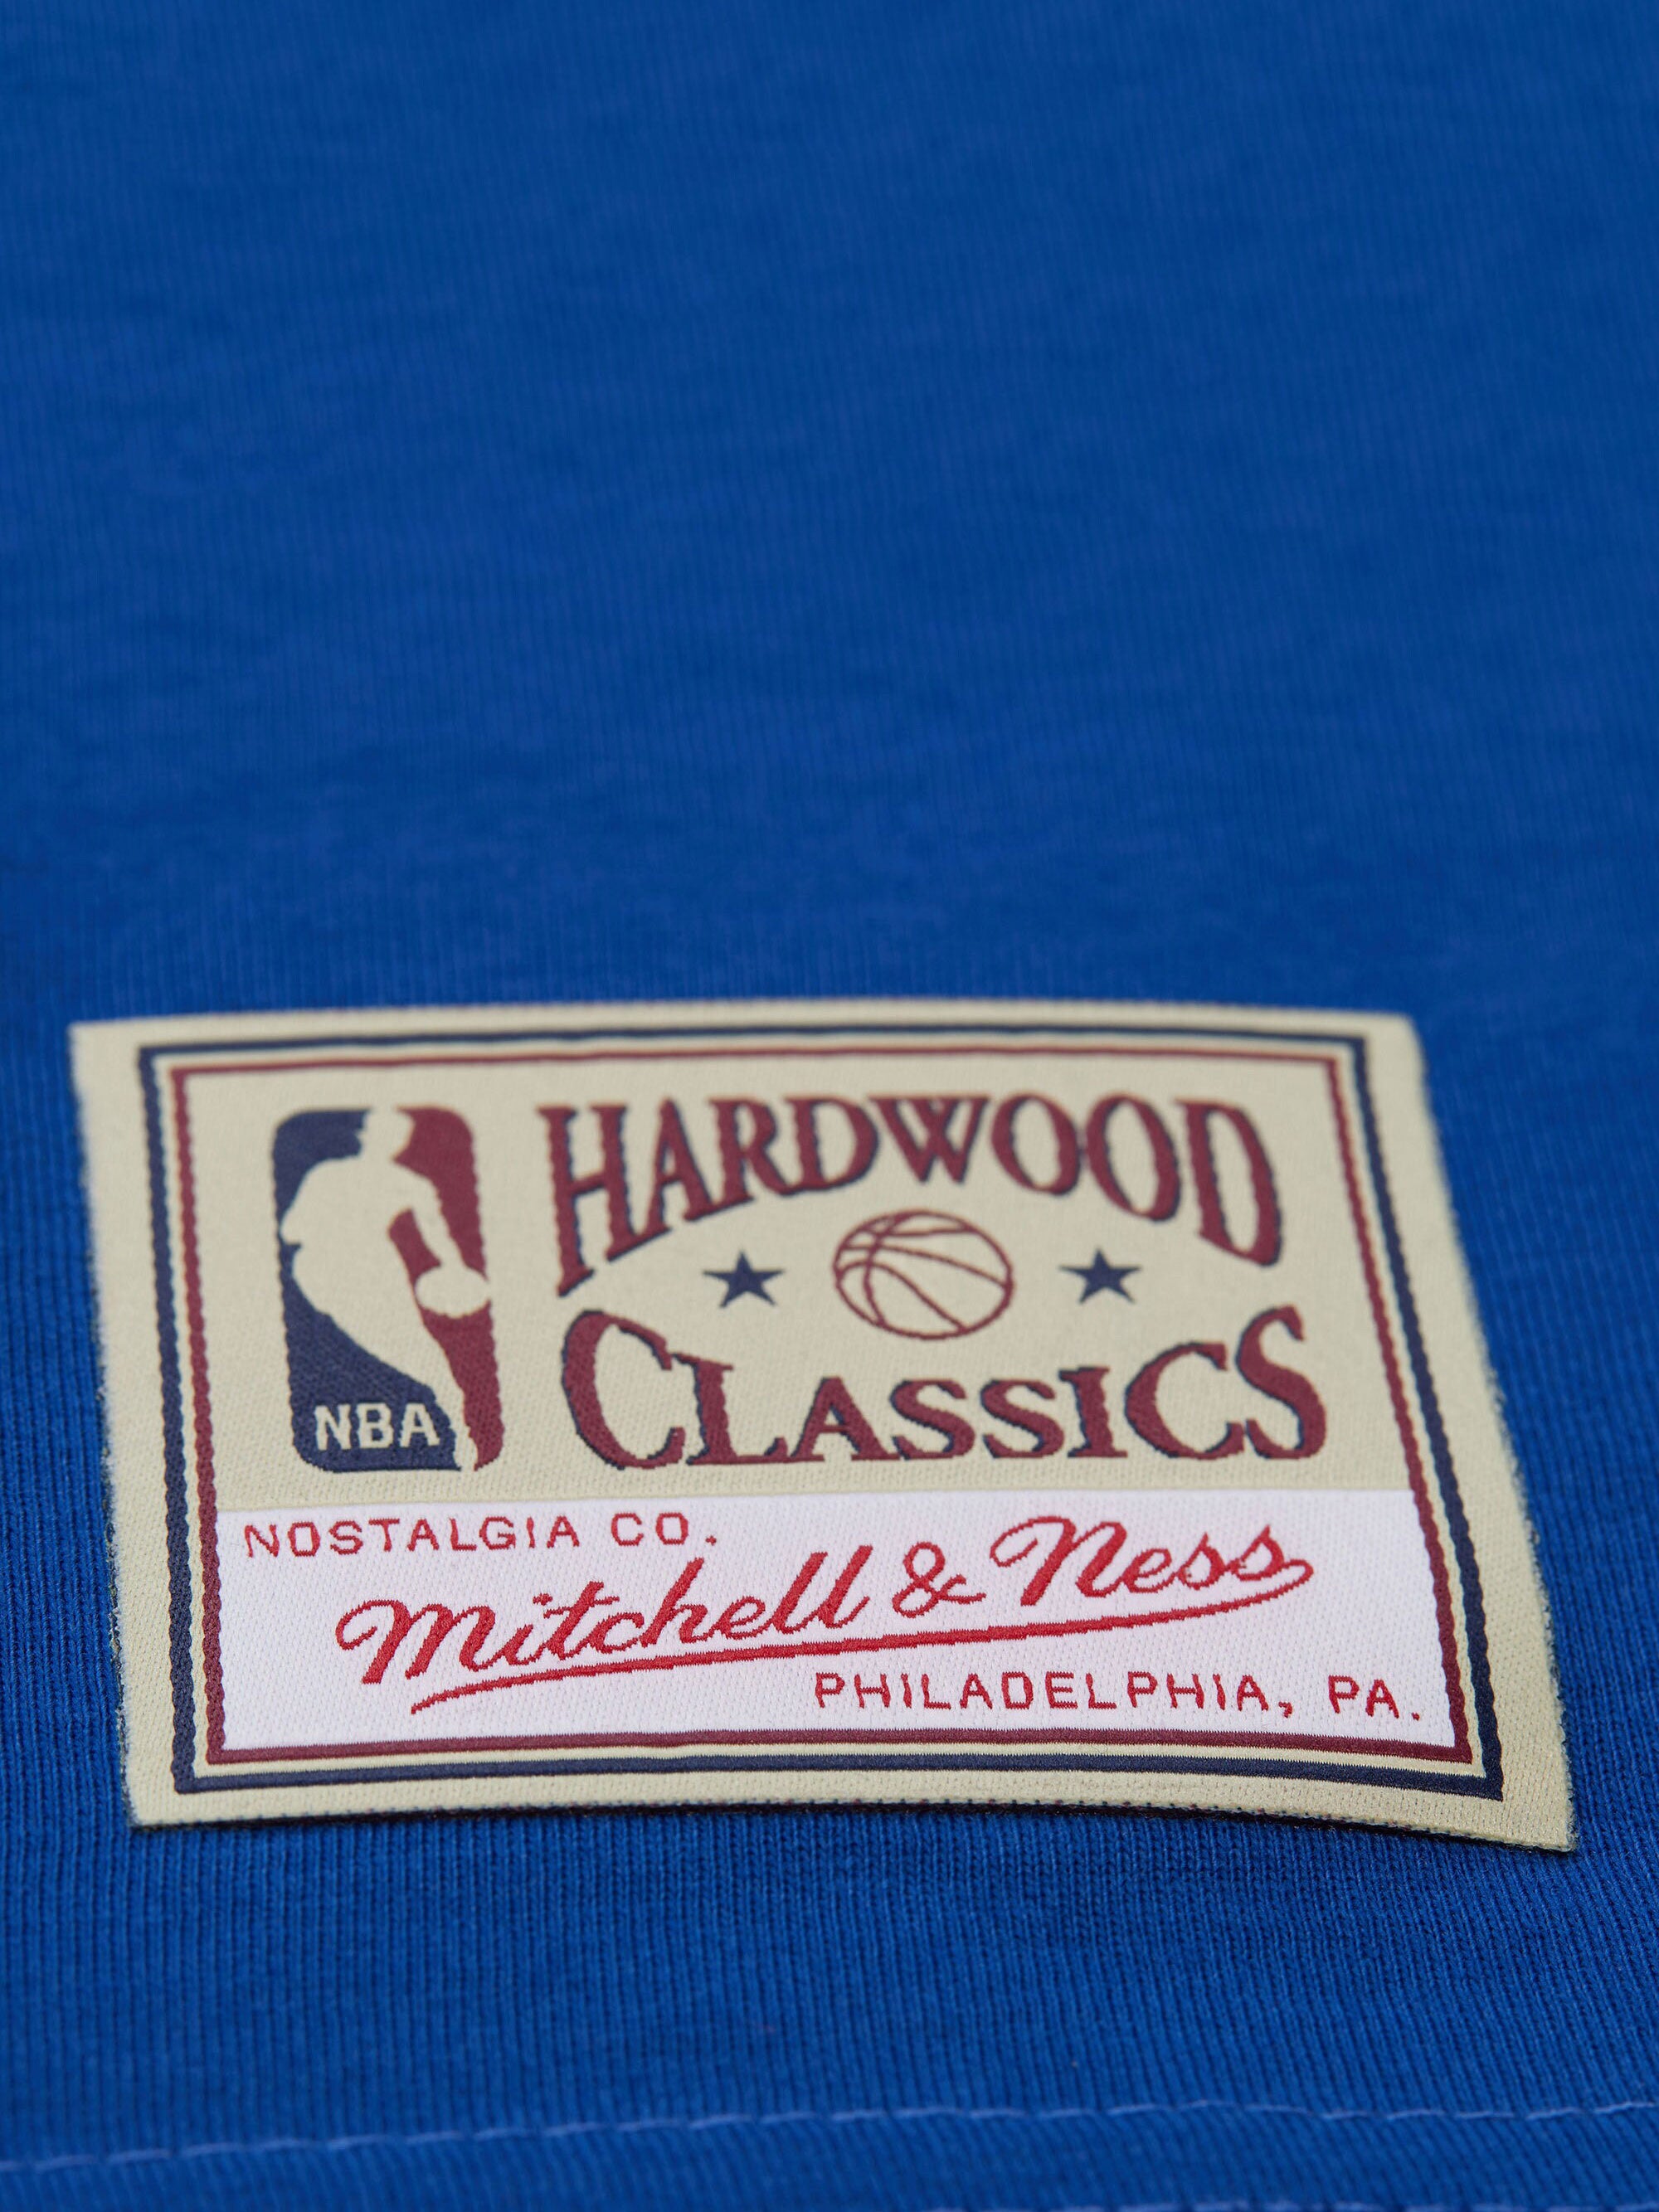 HARDWOOD
CLASSICS
NBA
NOSTALGIA CO.
Mitchell & Ness
PHILADELPHIA, PA.